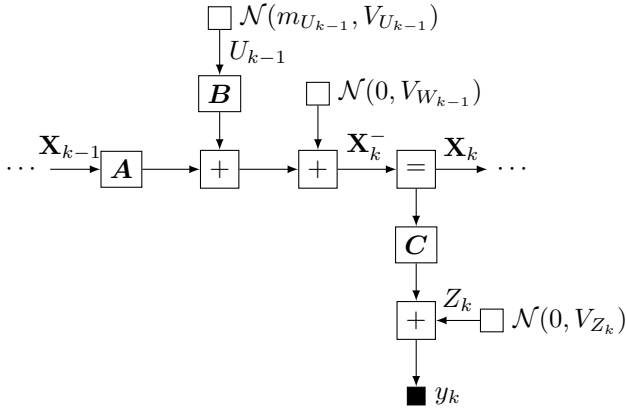 𝒩(m_{U_{k−1}}, V_{U_{k−1}})
U_{k−1}
B
𝒩(0, V_{W_{k−1}})
X_{k−1}
X_k^−
X_k
··· A + + = ···
C
Z_k
+
𝒩(0, V_{Z_k})
y_k